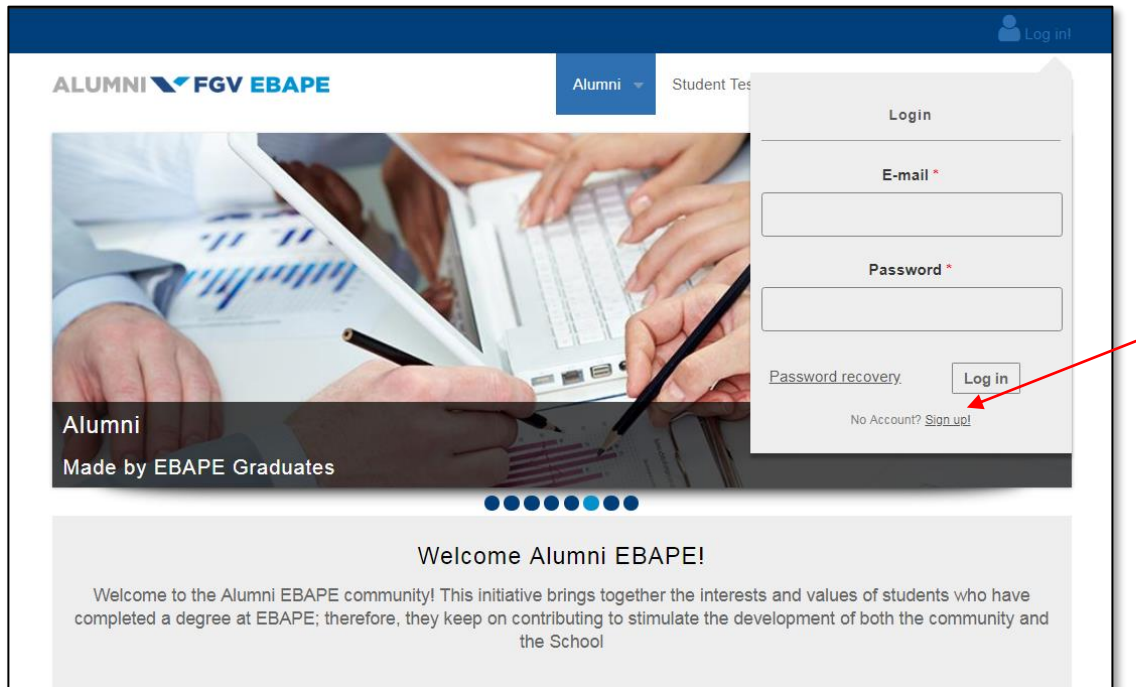 Log in!
ALUMNI FGV EBAPE
Alumni
Student Tes
Login
E-mail *
Password *
Password recovery
Log in
No Account? Sign up!
Alumni
Made by EBAPE Graduates
Welcome Alumni EBAPE!
Welcome to the Alumni EBAPE community! This initiative brings together the interests and values of students who have
completed a degree at EBAPE; therefore, they keep on contributing to stimulate the development of both the community and
the School